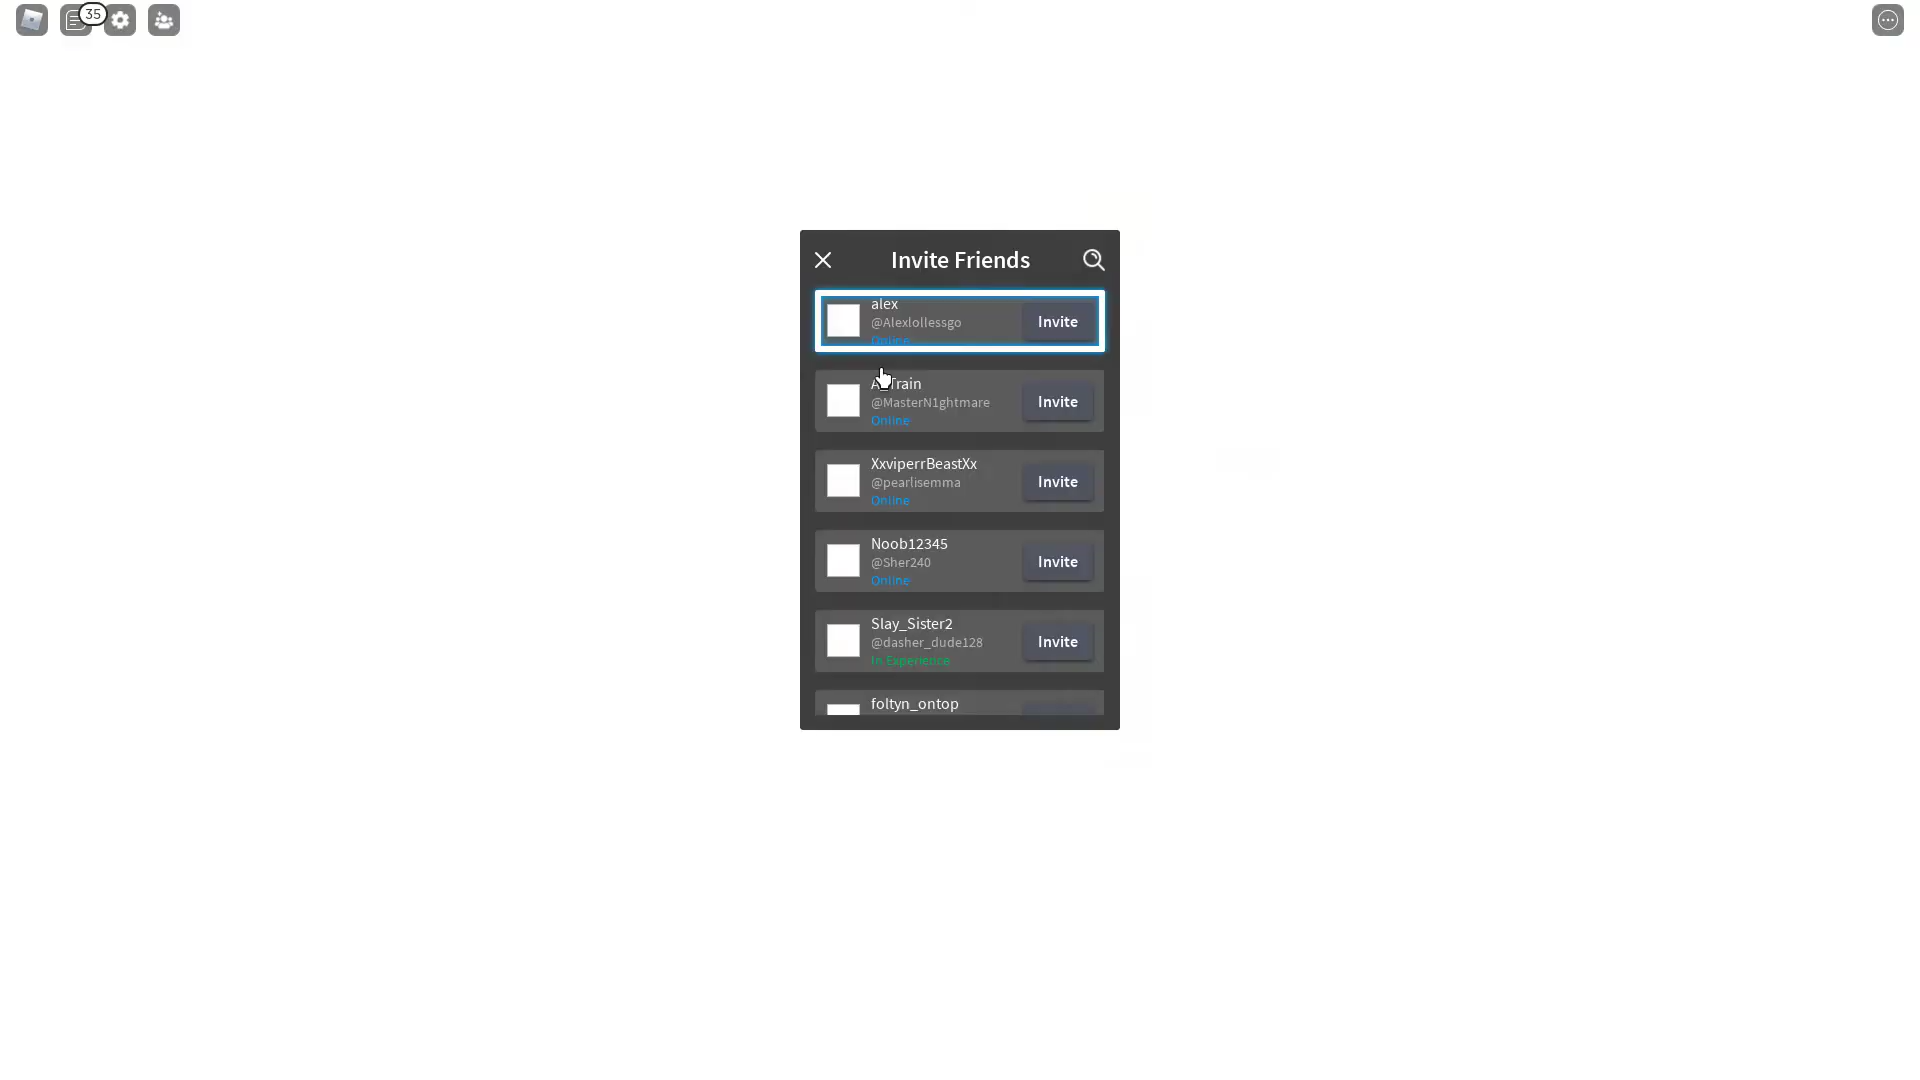 35
Invite Friends
alex
@Alexlollessgo
Online
Invite
Train
@MasterN1ghtmare
Online
Invite
XxviperrBeastXx
@pearlisemma
Online
Invite
Noob12345
@Sher240
Online
Invite
Slay_Sister2
@dasher_dude128
In Experience
Invite
foltyn_ontop